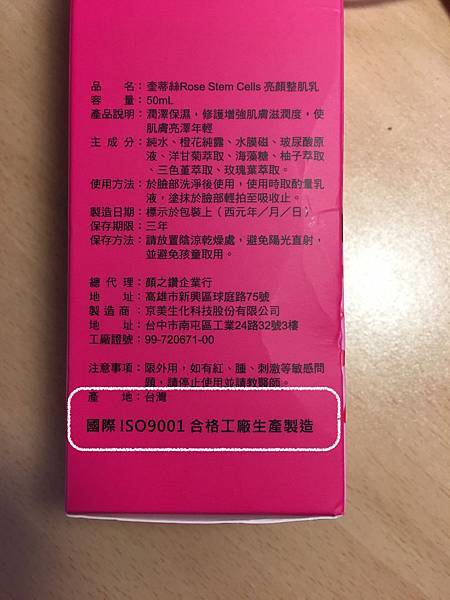 品　　名：奎蒂絲Rose Stem Cells 亮顏整肌乳
容　　量：50mL
產品說明：潤澤保濕，修護增強肌膚滋潤度，使
肌膚亮澤年輕
主 成 分：純水、橙花純露、水膜磁、玻尿酸原
液、洋甘菊萃取、海藻糖、柚子萃取
、三色堇萃取、玫瑰葉萃取。
使用方法：於臉部洗淨後使用，使用時取酌量乳
液，塗抹於臉部輕拍至吸收止。
製造日期：標示於包裝上（西元年／月／日）
保存期限：三年
保存方法：請放置陰涼乾燥處，避免陽光直射，
並避免孩童取用。
總 代 理：顏之鑽企業行
地　　址：高雄市新興區球庭路75號
製 造 商：京美生化科技股份有限公司
地　　址：台中市南屯區工業24路32號3樓
工廠證號：99-720671-00
注意事項：限外用，如有紅、腫、刺激等敏感問
題，請停止使用並請教醫師。
產　　地：台灣
國際 ISO9001 合格工廠生產製造